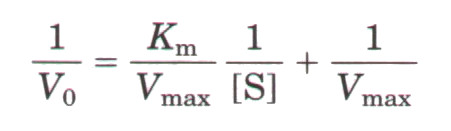 1/V₀ = Kₘ/Vₘₐₓ 1/[S] + 1/Vₘₐₓ